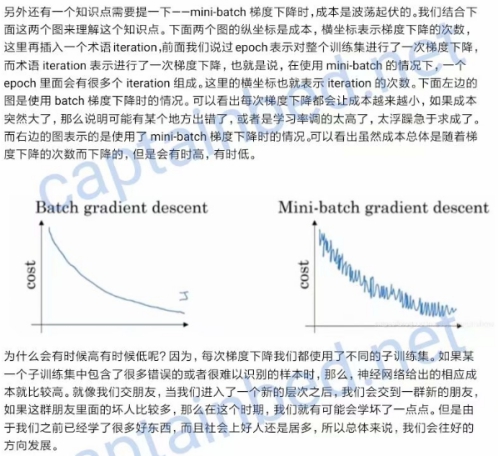 另外还有一个知识点需要提一下——mini-batch 梯度下降时,成本是波荡起伏的。我们结合下
面这两个图来理解这个知识点。下面两个图的纵坐标是成本,横坐标表示梯度下降的次数,
这里再插入一个术语iteration,前面我们说过epoch表示对整个训练集进行了一次梯度下降,
而术语 iteration 表示进行了一次梯度下降,也就是说,在使用 mini-batch 的情况下,一个
epoch 里面会有很多个 iteration 组成。这里的横坐标也就表示 iteration 的次数。下面左边的
图是使用 batch 梯度下降时的情况。可以看出每次梯度下降都会让成本越来越小,如果成本
突然大了,那么说明可能有某个地方出错了,或者是学习率调的太高了,太浮躁急于求成了。
而右边的图表示的是使用了 mini-batch 梯度下降时的情况。可以看出虽然成本总体是随着梯
度下降的次数而下降的,但是会有时高,有时低。
Batch gradient descent
Mini-batch gradient descent
cost
J
cost
为什么会有时候高有时候低呢?因为,每次梯度下降我们都使用了不同的子训练集。如果某
一个子训练集中包含了很多错误的或者很难以识别的样本时,那么,神经网络给出的相应成
本就比较高。就像我们交朋友,当我们进入了一个新的层次之后,我们会交到一群新的朋友,
如果这群朋友里面的坏人比较多,那么在这个时期,我们就有可能会学坏了一点点。但是由
于我们之前已经学了很多好东西,而且社会上好人还是居多,所以总体来说,我们会往好的
方向发展。
captainbed.net
captainbed.net